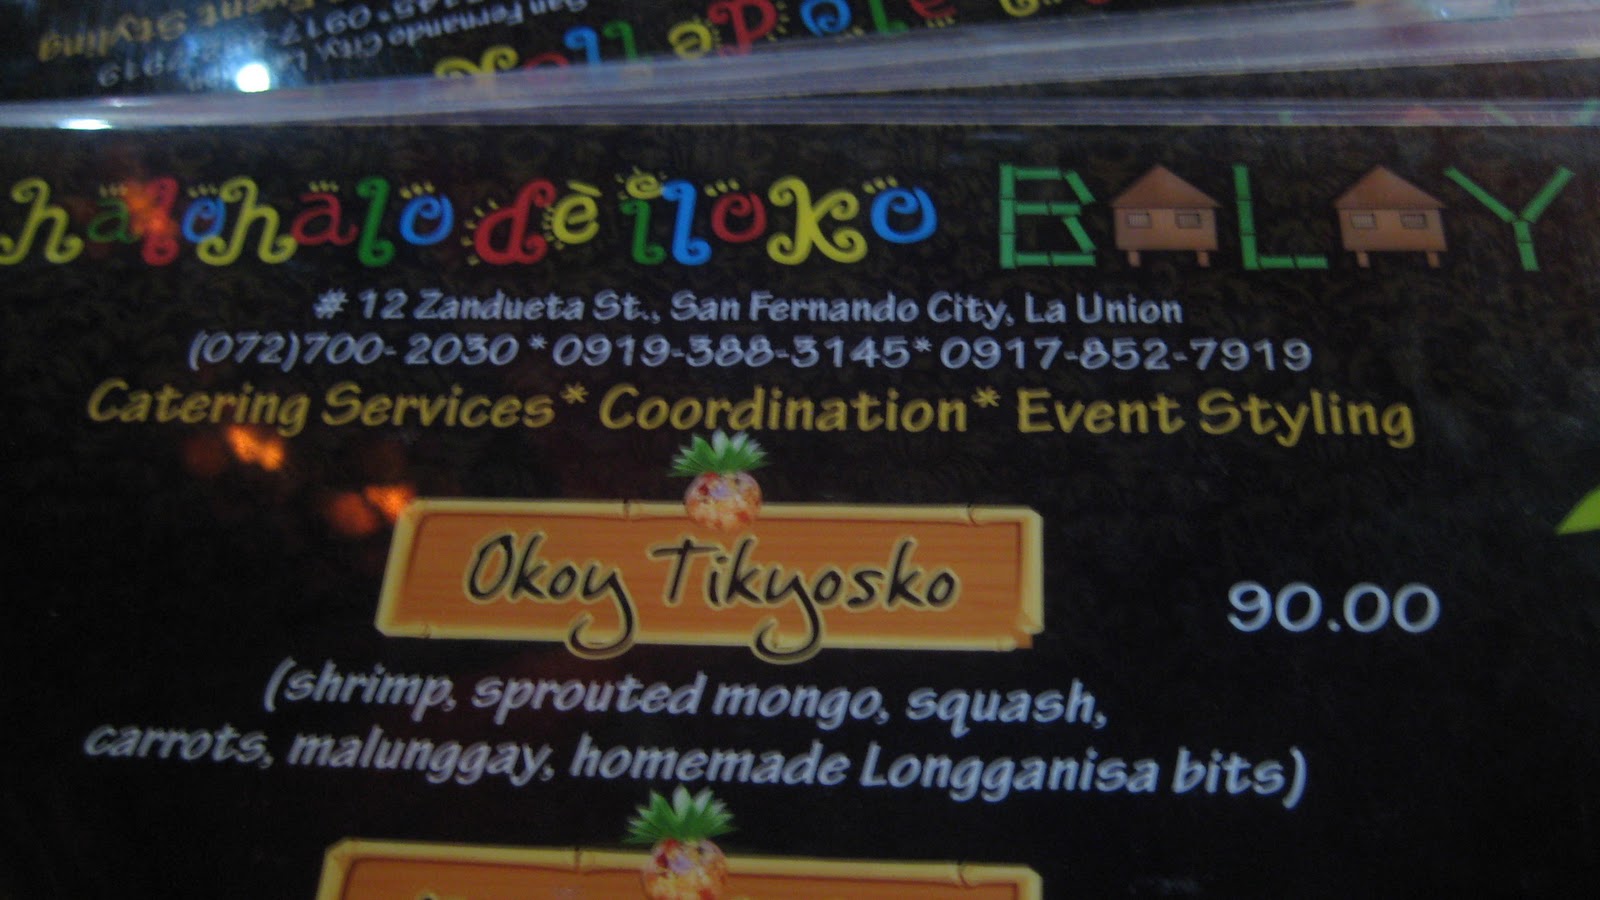 halohalo dè iloko BALAY
# 12 Zandueta St., San Fernando City, La Union
(072)700-2030 * 0919-388-3145* 0917-852-7919
Catering Services* Coordination* Event Styling
Okoy Tikyosko 90.00
(shrimp, sprouted mongo, squash,
carrots, malunggay, homemade Longganisa bits)